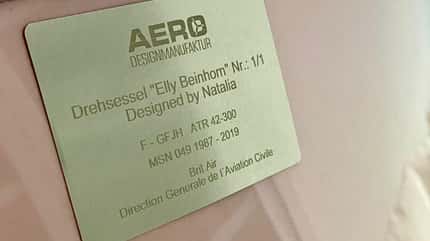 AERO
DESIGNMANUFAKTUR
Drehsessel "Elly Beinhorn" Nr.: 1/1
Designed by Natalia
F - GFJH ATR 42-300
MSN 049 1987 - 2019
Brit Air
Direction Generale de l´Aviation Civile